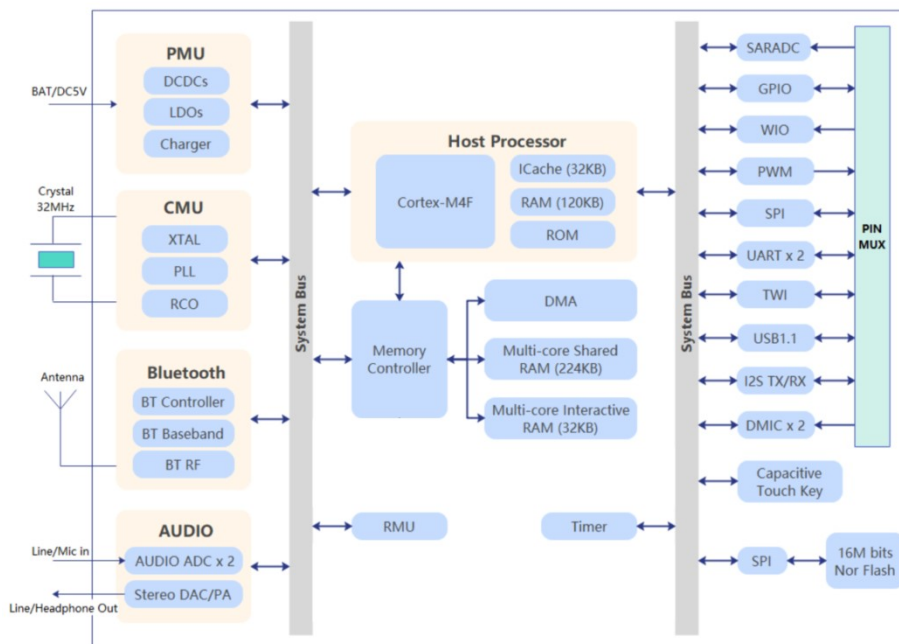 PMU
DCDCs
LDOs
Charger
BAT/DC5V
Crystal
32MHz
CMU
XTAL
PLL
RCO
Antenna
Bluetooth
BT Controller
BT Baseband
BT RF
AUDIO
Line/Mic in
AUDIO ADC x 2
Stereo DAC/PA
Line/Headphone Out
System Bus
Host Processor
Cortex-M4F
ICache (32KB)
RAM (120KB)
ROM
Memory
Controller
DMA
Multi-core Shared
RAM (224KB)
Multi-core Interactive
RAM (32KB)
RMU
Timer
System Bus
SARADC
GPIO
WIO
PWM
SPI
UART x 2
TWI
USB1.1
I2S TX/RX
DMIC x 2
PIN
MUX
Capacitive
Touch Key
SPI
16M bits
Nor Flash